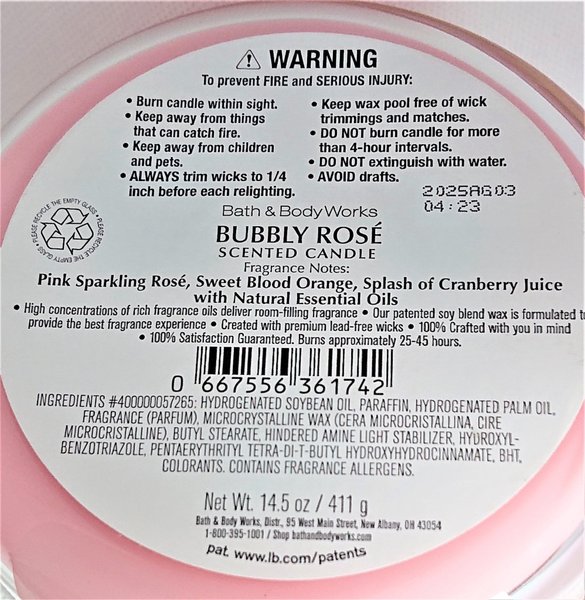 ⚠ WARNING
To prevent FIRE and SERIOUS INJURY:
• Burn candle within sight.
• Keep away from things
that can catch fire.
• Keep away from children
and pets.
• ALWAYS trim wicks to 1/4
inch before each relighting.
• Keep wax pool free of wick
trimmings and matches.
• DO NOT burn candle for more
than 4-hour intervals.
• DO NOT extinguish with water.
• AVOID drafts.
2025AG03
04:23
PLEASE RECYCLE THE EMPTY GLASS • PLEASE RECYCLE THE EMPTY GLASS •
Bath & Body Works
BUBBLY ROSÉ
SCENTED CANDLE
Fragrance Notes:
Pink Sparkling Rosé, Sweet Blood Orange, Splash of Cranberry Juice
with Natural Essential Oils
• High concentrations of rich fragrance oils deliver room-filling fragrance • Our patented soy blend wax is formulated to
provide the best fragrance experience • Created with premium lead-free wicks • 100% Crafted with you in mind
• 100% Satisfaction Guaranteed. Burns approximately 25-45 hours.
0 667556 361742
INGREDIENTS #400000057265: HYDROGENATED SOYBEAN OIL, PARAFFIN, HYDROGENATED PALM OIL,
FRAGRANCE (PARFUM), MICROCRYSTALLINE WAX (CERA MICROCRISTALLINA, CIRE
MICROCRISTALLINE), BUTYL STEARATE, HINDERED AMINE LIGHT STABILIZER, HYDROXYL-
BENZOTRIAZOLE, PENTAERYTHRITYL TETRA-DI-T-BUTYL HYDROXYHYDROCINNAMATE, BHT,
COLORANTS. CONTAINS FRAGRANCE ALLERGENS.
Net Wt. 14.5 oz / 411 g
Bath & Body Works, Distr., 95 West Main Street, New Albany, OH 43054
1-800-395-1001 / Shop bathandbodyworks.com
pat. www.lb.com/patents